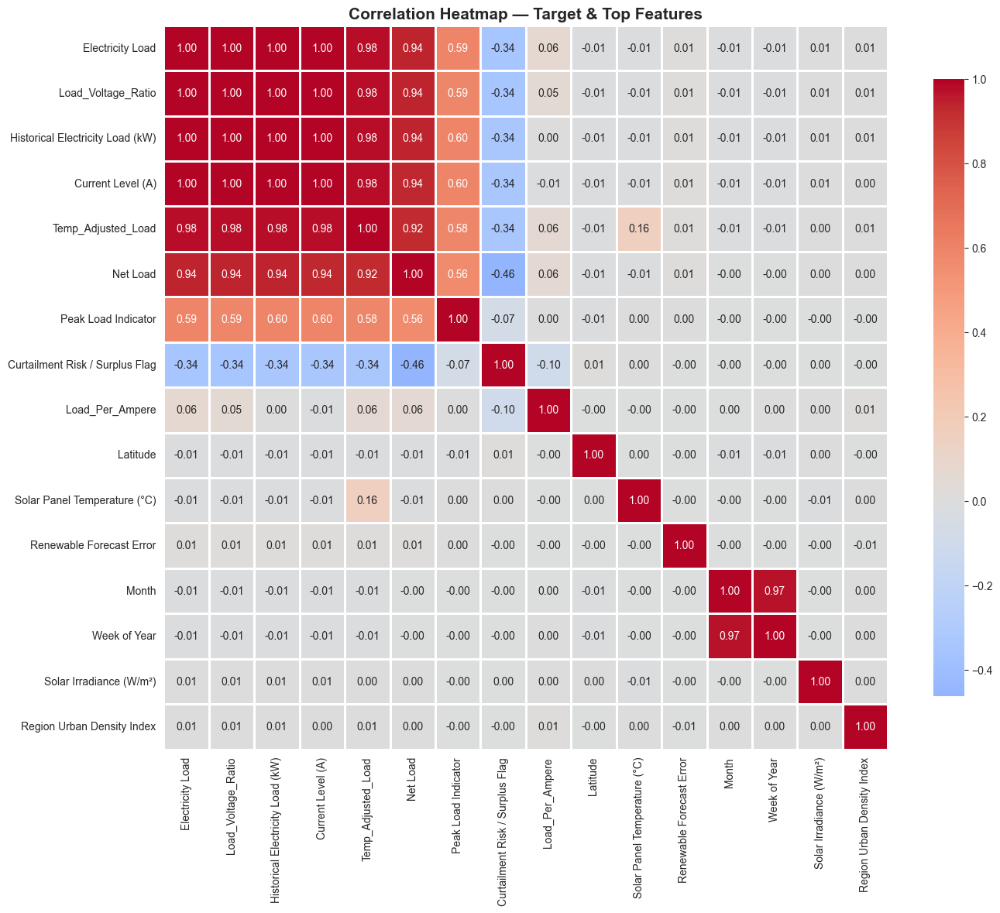 Correlation Heatmap — Target & Top Features
Electricity Load 1.00 1.00 1.00 1.00 0.98 0.94 0.59 -0.34 0.06 -0.01 -0.01 0.01 -0.01 -0.01 0.01 0.01
Load_Voltage_Ratio 1.00 1.00 1.00 1.00 0.98 0.94 0.59 -0.34 0.05 -0.01 -0.01 0.01 -0.01 -0.01 0.01 0.01
Historical Electricity Load (kW) 1.00 1.00 1.00 1.00 0.98 0.94 0.60 -0.34 0.00 -0.01 -0.01 0.01 -0.01 -0.01 0.01 0.01
Current Level (A) 1.00 1.00 1.00 1.00 0.98 0.94 0.60 -0.34 -0.01 -0.01 -0.01 0.01 -0.01 -0.01 0.01 0.00
Temp_Adjusted_Load 0.98 0.98 0.98 0.98 1.00 0.92 0.58 -0.34 0.06 -0.01 0.16 0.01 -0.01 -0.01 0.00 0.01
Net Load 0.94 0.94 0.94 0.94 0.92 1.00 0.56 -0.46 0.06 -0.01 -0.01 0.01 -0.00 -0.00 0.00 0.00
Peak Load Indicator 0.59 0.59 0.60 0.60 0.58 0.56 1.00 -0.07 0.00 -0.01 0.00 0.00 -0.00 -0.00 -0.00 -0.00
Curtailment Risk / Surplus Flag -0.34 -0.34 -0.34 -0.34 -0.34 -0.46 -0.07 1.00 -0.10 0.01 0.00 -0.00 -0.00 -0.00 0.00 -0.00
Load_Per_Ampere 0.06 0.05 0.00 -0.01 0.06 0.06 0.00 -0.10 1.00 -0.00 -0.00 -0.00 0.00 0.00 0.00 0.01
Latitude -0.01 -0.01 -0.01 -0.01 -0.01 -0.01 -0.01 0.01 -0.00 1.00 0.00 -0.00 -0.01 -0.01 0.00 -0.00
Solar Panel Temperature (°C) -0.01 -0.01 -0.01 -0.01 0.16 -0.01 0.00 0.00 -0.00 0.00 1.00 -0.00 -0.00 -0.00 -0.01 0.00
Renewable Forecast Error 0.01 0.01 0.01 0.01 0.01 0.01 0.00 -0.00 -0.00 -0.00 -0.00 1.00 -0.00 -0.00 -0.00 -0.01
Month -0.01 -0.01 -0.01 -0.01 -0.01 -0.00 -0.00 -0.00 0.00 -0.01 -0.00 -0.00 1.00 0.97 -0.00 0.00
Week of Year -0.01 -0.01 -0.01 -0.01 -0.01 -0.00 -0.00 -0.00 0.00 -0.01 -0.00 -0.00 0.97 1.00 -0.00 0.00
Solar Irradiance (W/m²) 0.01 0.01 0.01 0.01 0.00 0.00 -0.00 0.00 0.00 0.00 -0.01 -0.00 -0.00 -0.00 1.00 0.00
Region Urban Density Index 0.01 0.01 0.01 0.00 0.01 0.00 -0.00 -0.00 0.01 -0.00 0.00 -0.01 0.00 0.00 0.00 1.00
Electricity Load
Load_Voltage_Ratio
Historical Electricity Load (kW)
Current Level (A)
Temp_Adjusted_Load
Net Load
Peak Load Indicator
Curtailment Risk / Surplus Flag
Load_Per_Ampere
Latitude
Solar Panel Temperature (°C)
Renewable Forecast Error
Month
Week of Year
Solar Irradiance (W/m²)
Region Urban Density Index
1.0
0.8
0.6
0.4
0.2
0.0
−0.2
−0.4